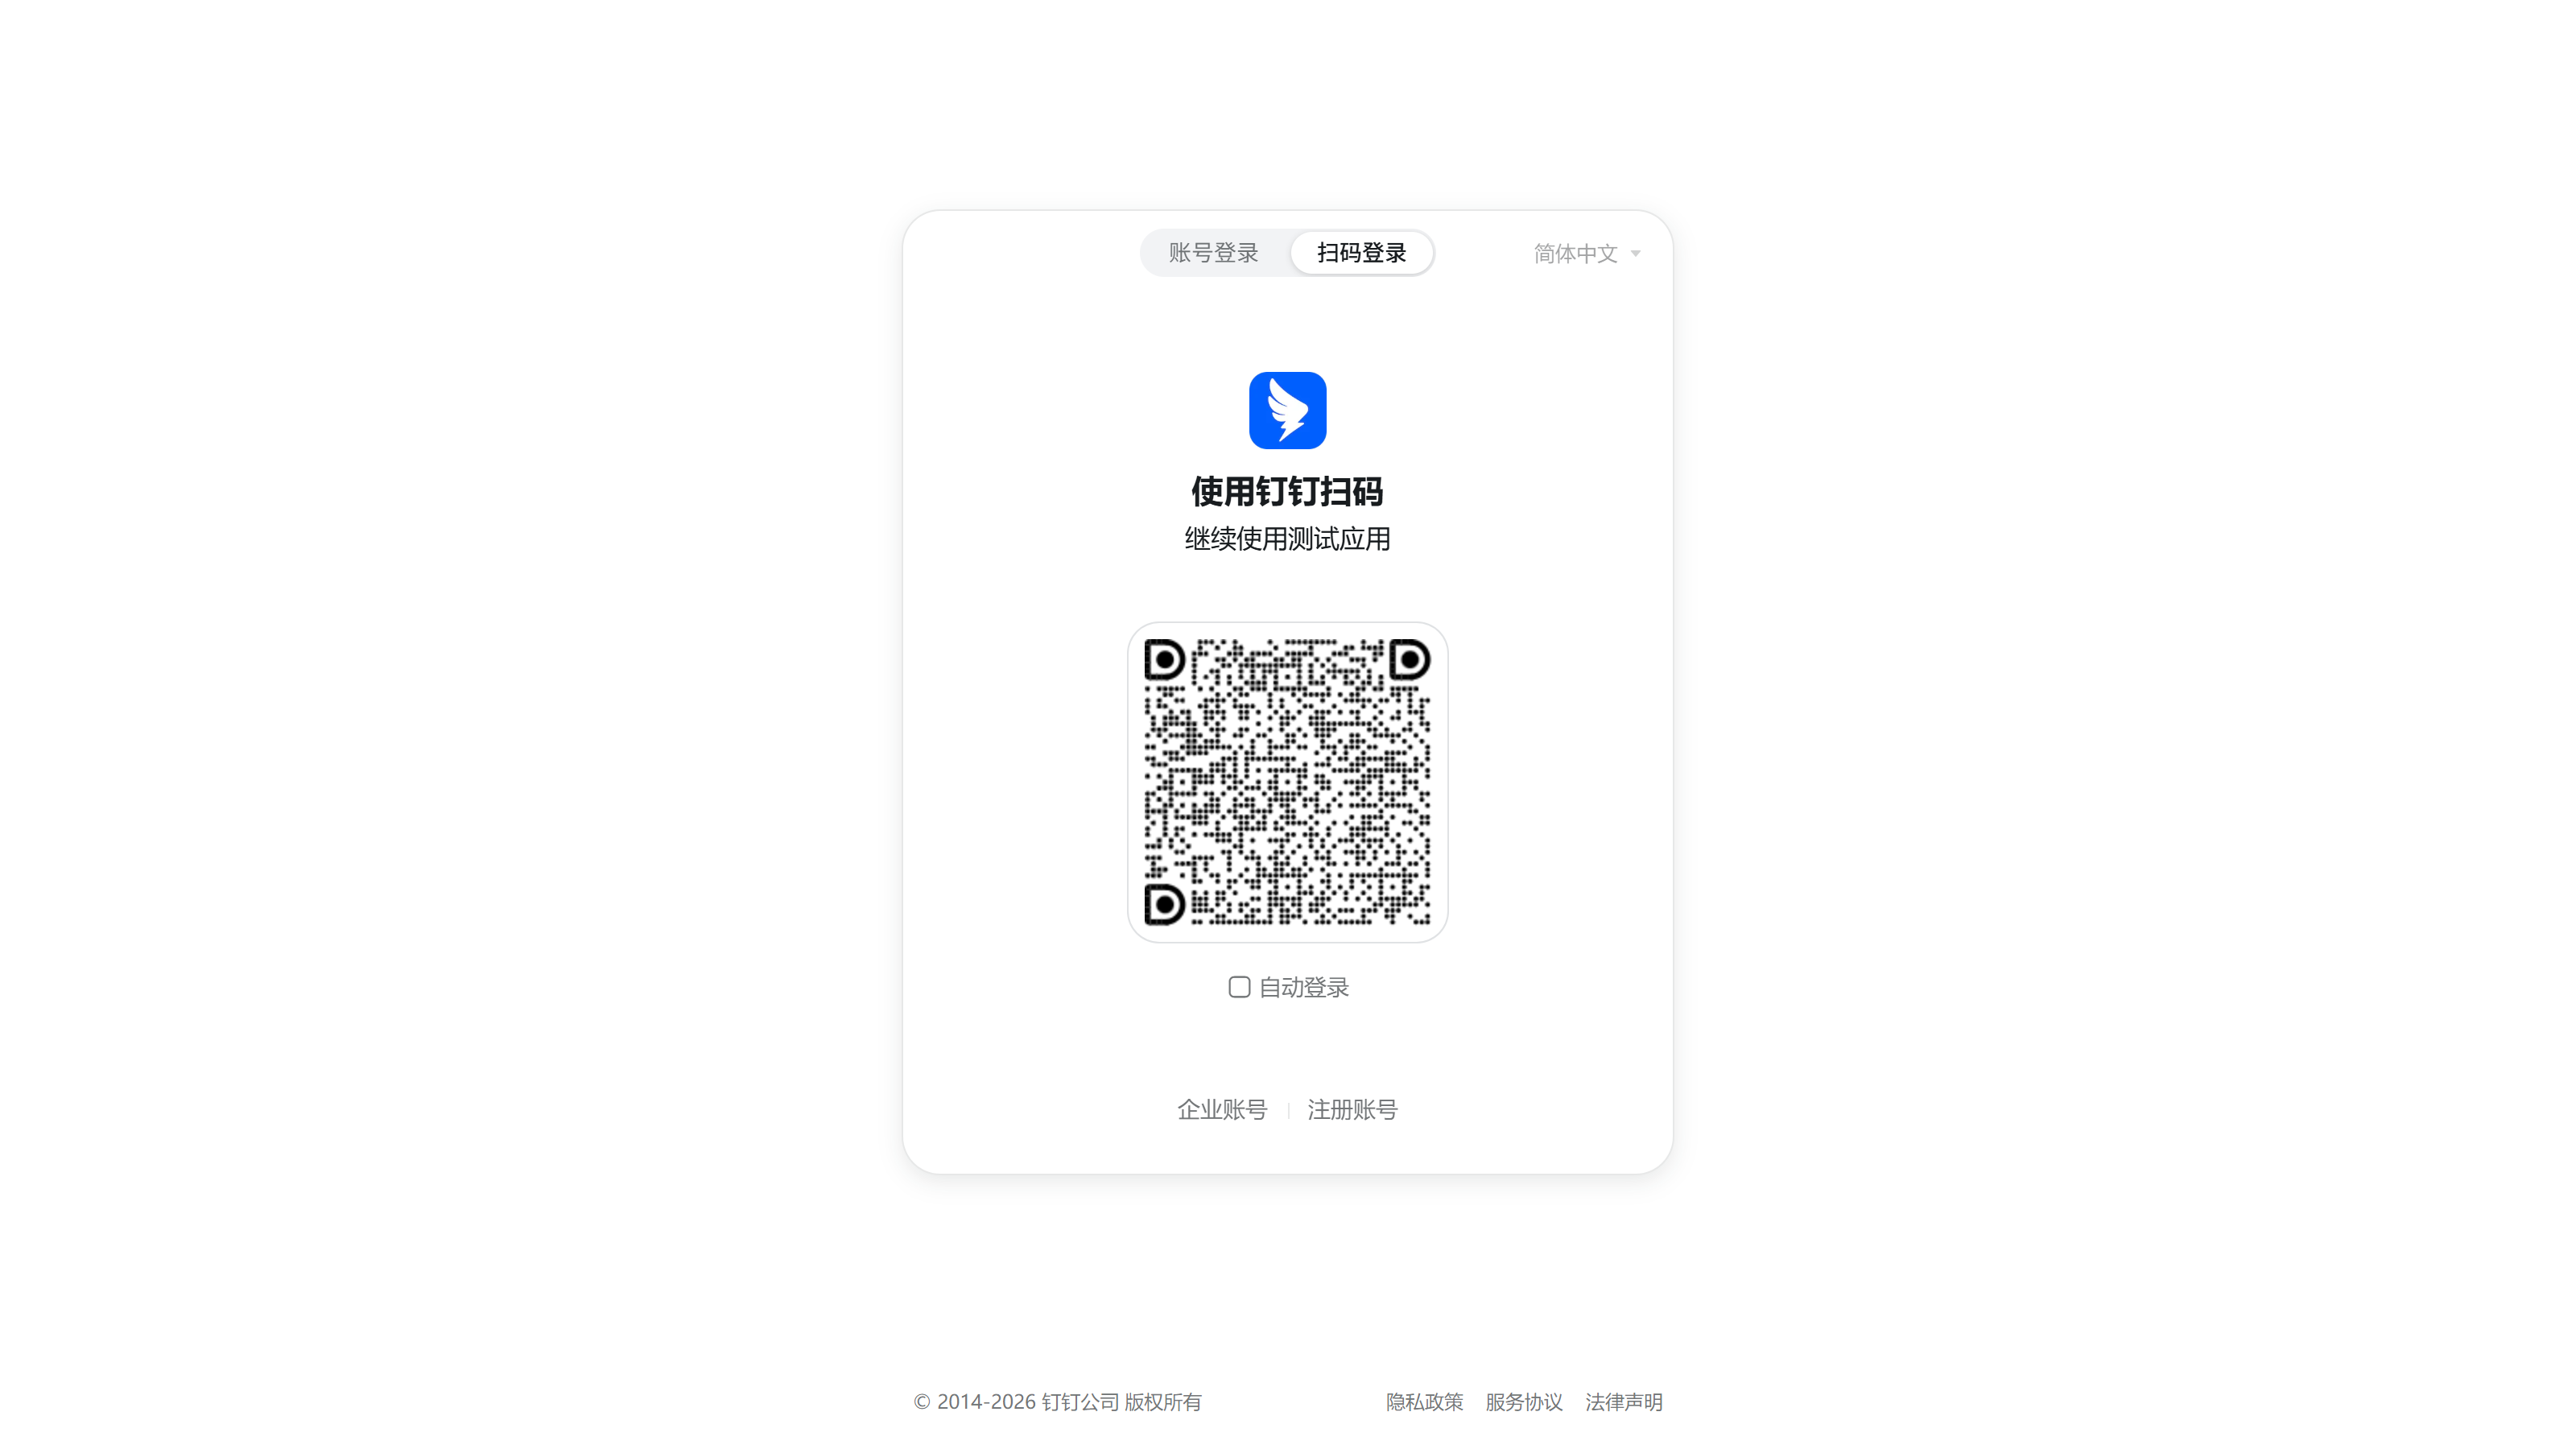 账号登录 扫码登录 简体中文
使用钉钉扫码
继续使用测试应用
自动登录
企业账号 注册账号
© 2014-2026 钉钉公司 版权所有 隐私政策 服务协议 法律声明